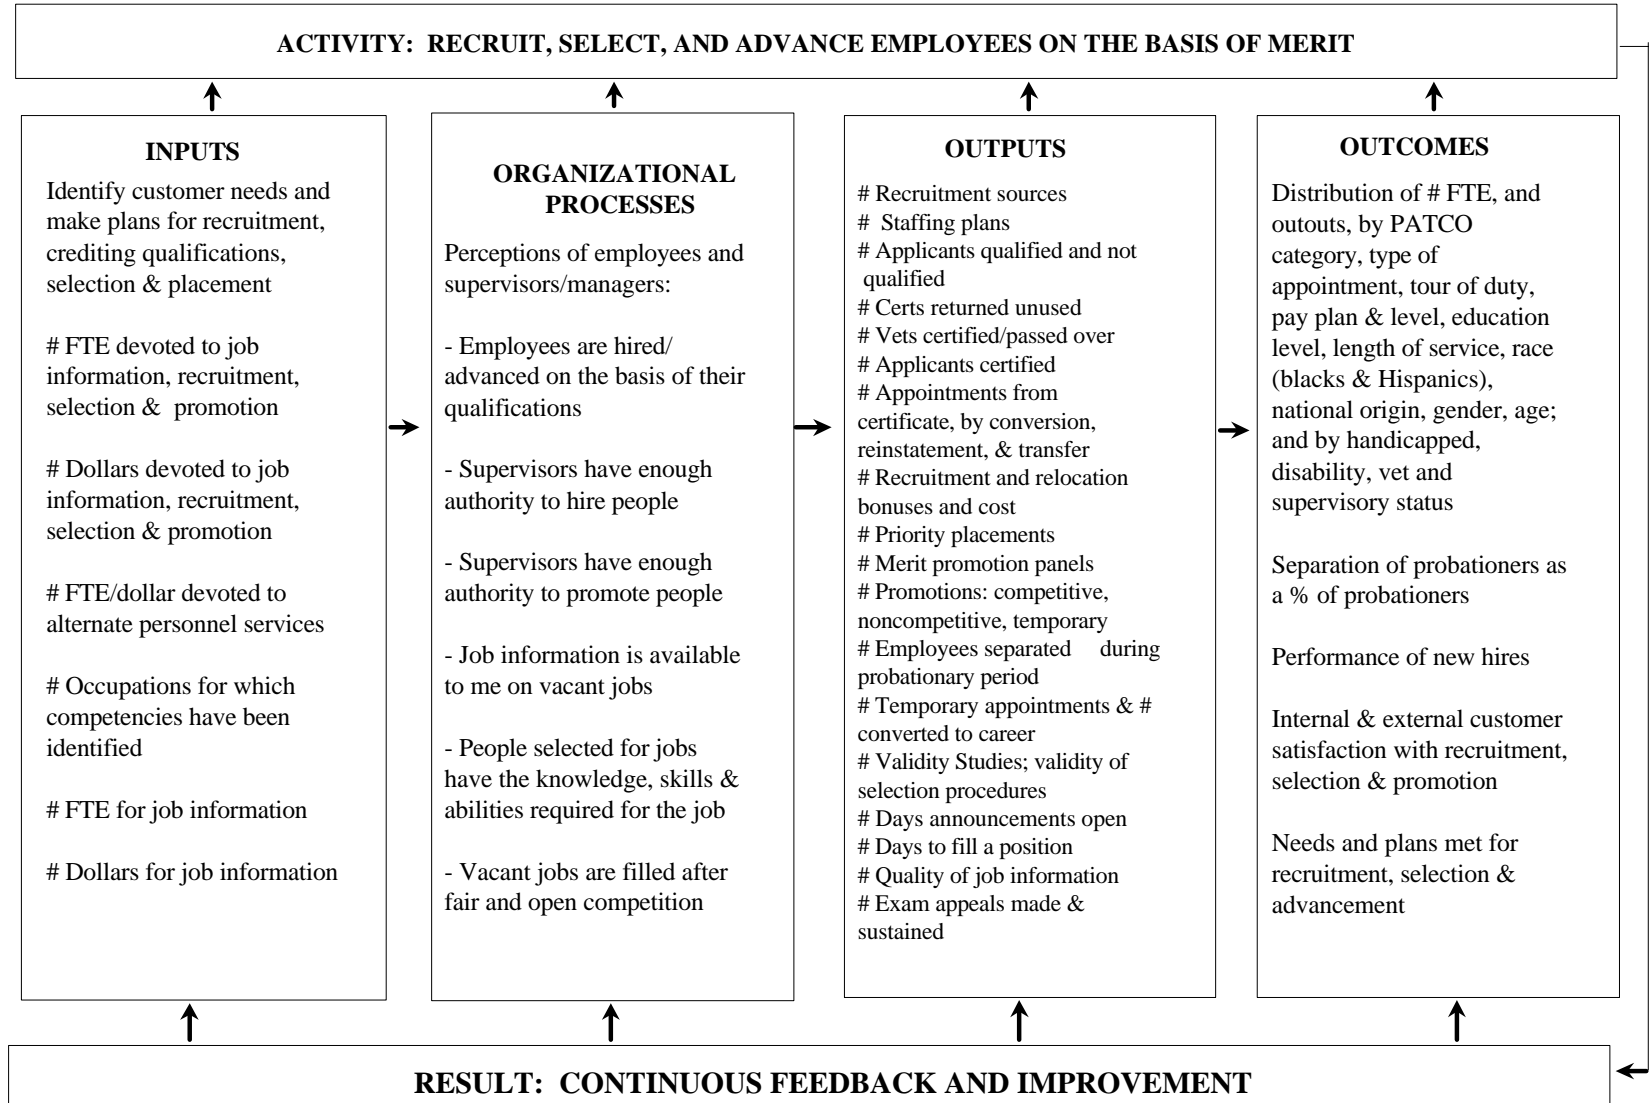 ACTIVITY: RECRUIT, SELECT, AND ADVANCE EMPLOYEES ON THE BASIS OF MERIT
INPUTS
Identify customer needs and
make plans for recruitment,
crediting qualifications,
selection & placement
# FTE devoted to job
information, recruitment,
selection & promotion
# Dollars devoted to job
information, recruitment,
selection & promotion
# FTE/dollar devoted to
alternate personnel services
# Occupations for which
competencies have been
identified
# FTE for job information
# Dollars for job information
ORGANIZATIONAL
PROCESSES
Perceptions of employees and
supervisors/managers:
- Employees are hired/
advanced on the basis of their
qualifications
- Supervisors have enough
authority to hire people
- Supervisors have enough
authority to promote people
- Job information is available
to me on vacant jobs
- People selected for jobs
have the knowledge, skills &
abilities required for the job
- Vacant jobs are filled after
fair and open competition
OUTPUTS
# Recruitment sources
# Staffing plans
# Applicants qualified and not
qualified
# Certs returned unused
# Vets certified/passed over
# Applicants certified
# Appointments from
certificate, by conversion,
reinstatement, & transfer
# Recruitment and relocation
bonuses and cost
# Priority placements
# Merit promotion panels
# Promotions: competitive,
noncompetitive, temporary
# Employees separated during
probationary period
# Temporary appointments & #
converted to career
# Validity Studies; validity of
selection procedures
# Days announcements open
# Days to fill a position
# Quality of job information
# Exam appeals made &
sustained
OUTCOMES
Distribution of # FTE, and
outouts, by PATCO
category, type of
appointment, tour of duty,
pay plan & level, education
level, length of service, race
(blacks & Hispanics),
national origin, gender, age;
and by handicapped,
disability, vet and
supervisory status
Separation of probationers as
a % of probationers
Performance of new hires
Internal & external customer
satisfaction with recruitment,
selection & promotion
Needs and plans met for
recruitment, selection &
advancement
RESULT: CONTINUOUS FEEDBACK AND IMPROVEMENT